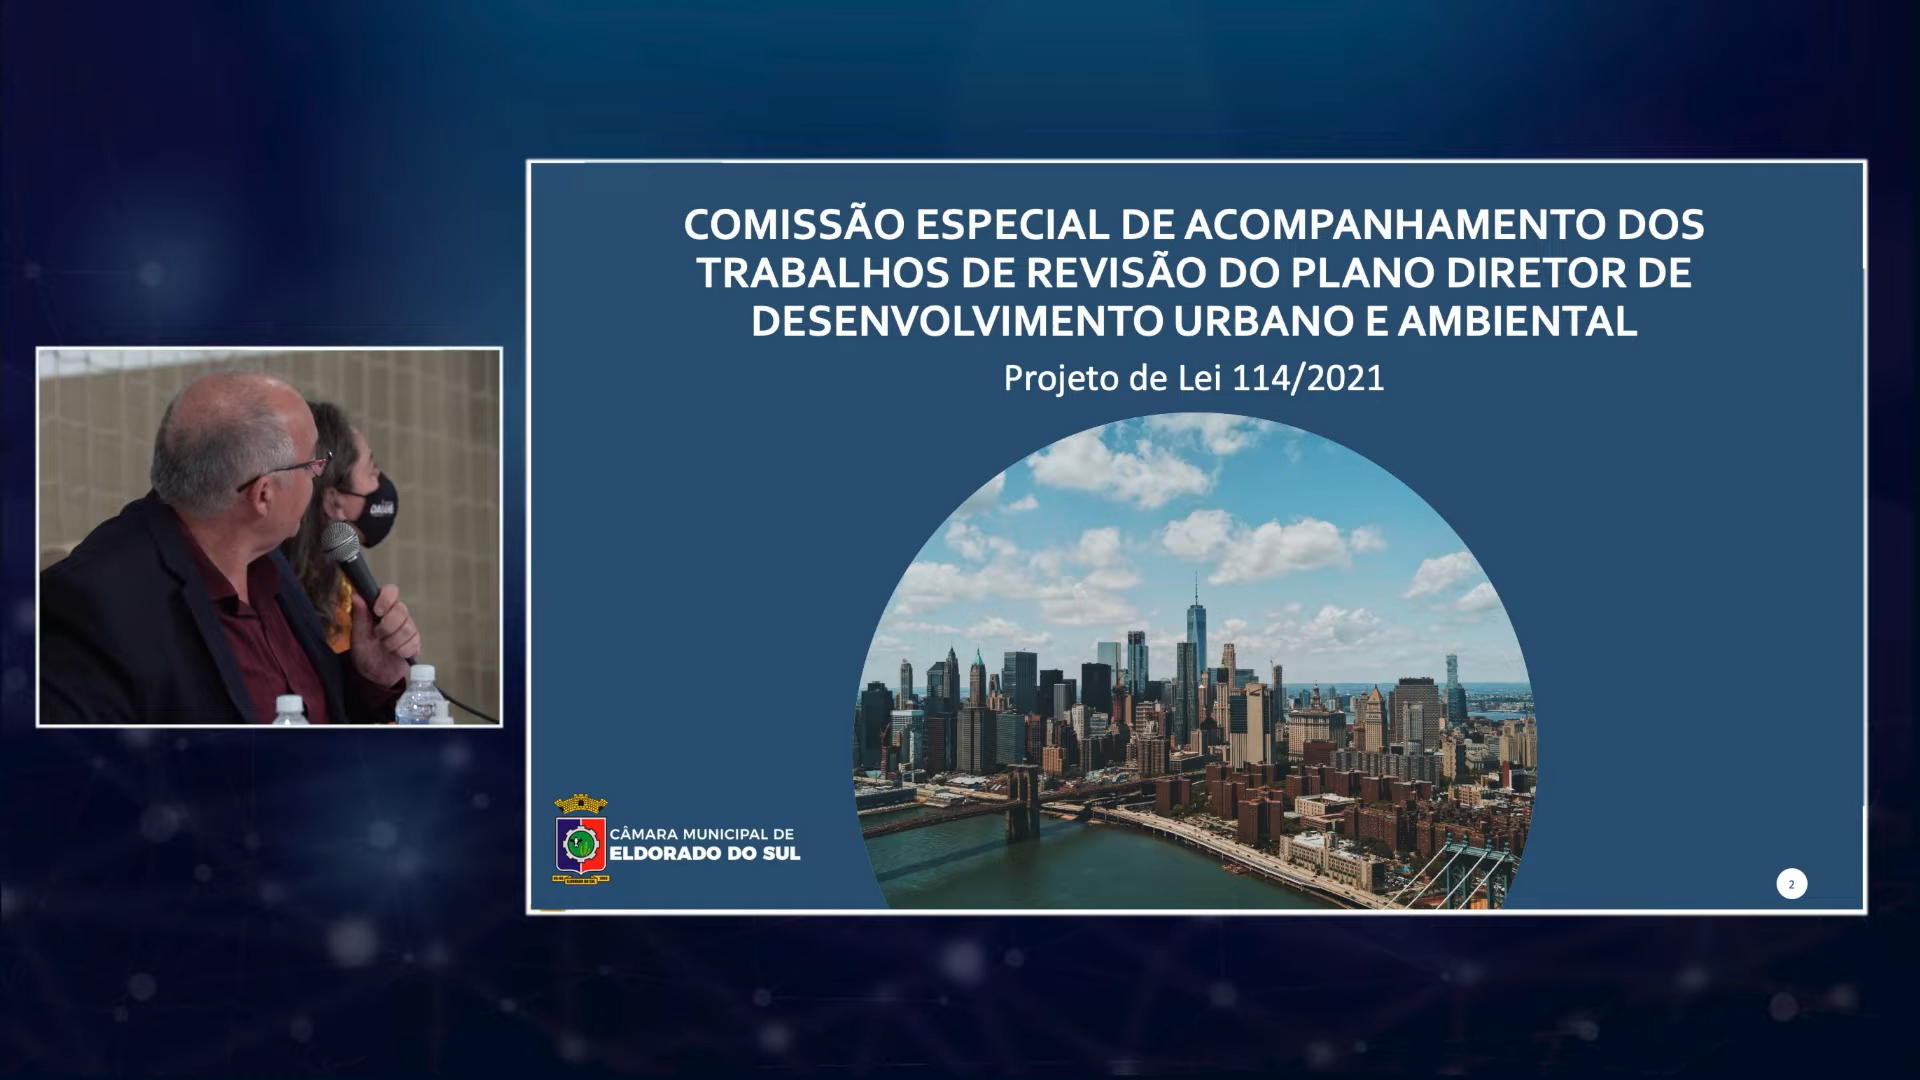 COMISSÃO ESPECIAL DE ACOMPANHAMENTO DOS
TRABALHOS DE REVISÃO DO PLANO DIRETOR DE
DESENVOLVIMENTO URBANO E AMBIENTAL
Projeto de Lei 114/2021
CÂMARA MUNICIPAL DE
ELDORADO DO SUL
2